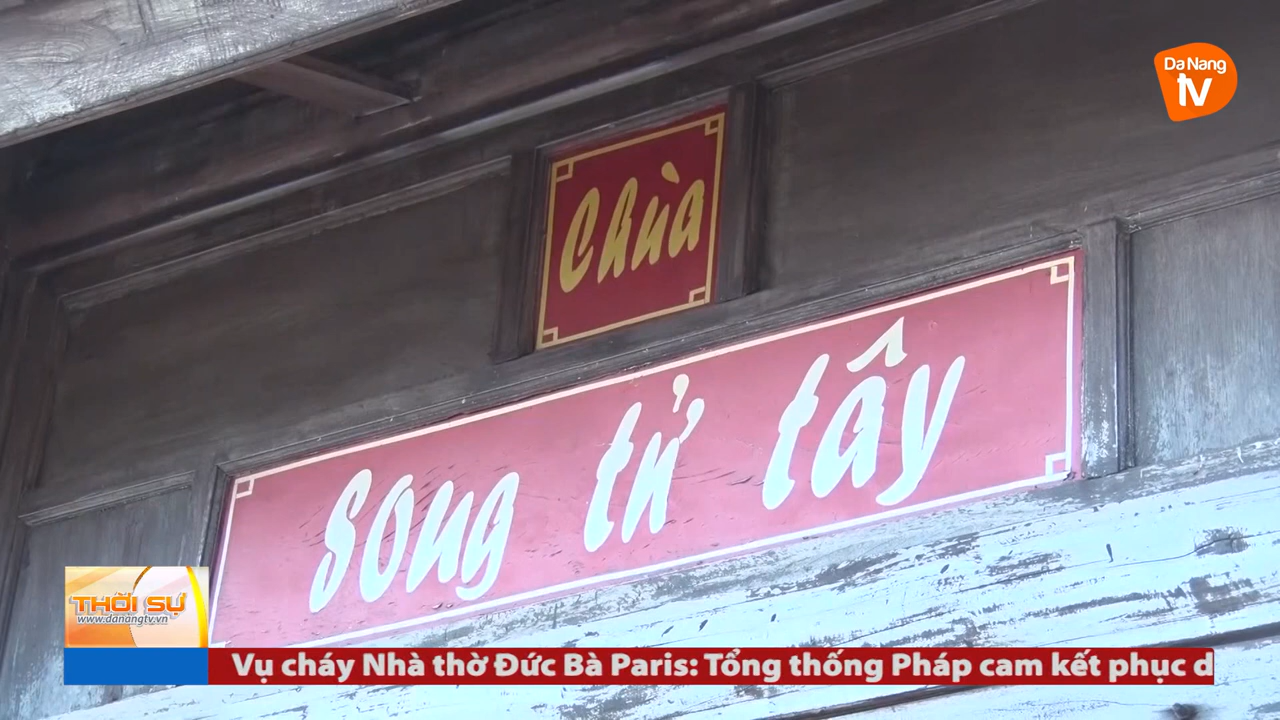 Da Nang
tv
Chùa
song tử tây
THỜI SỰ
www.danangtv.vn
Vụ cháy Nhà thờ Đức Bà Paris: Tổng thống Pháp cam kết phục d